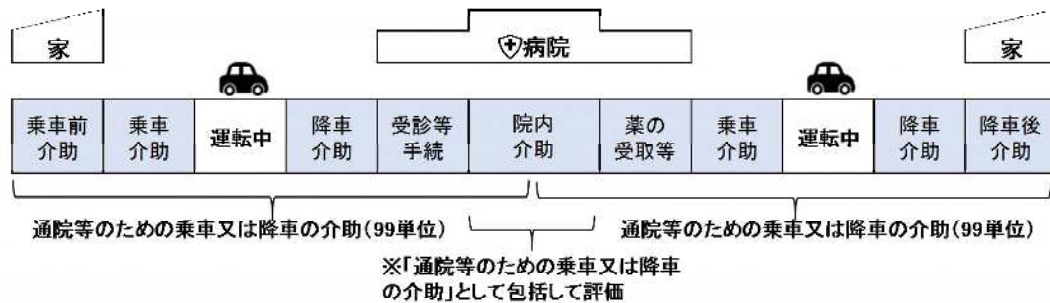 家
病院
家
乗車前
介助
乗車
介助
運転中
降車
介助
受診等
手続
院内
介助
薬の
受取等
乗車
介助
運転中
降車
介助
降車後
介助
通院等のための乗車又は降車の介助(99単位)
通院等のための乗車又は降車の介助(99単位)
※「通院等のための乗車又は降車
の介助」として包括して評価